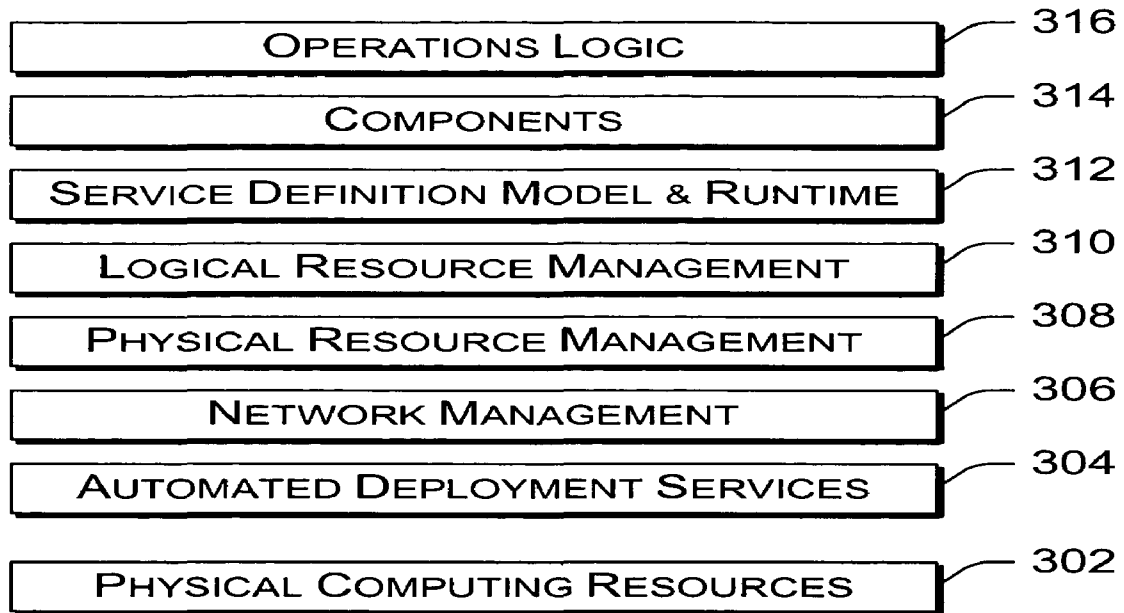 OPERATIONS LOGIC 316
COMPONENTS 314
SERVICE DEFINITION MODEL & RUNTIME 312
LOGICAL RESOURCE MANAGEMENT 310
PHYSICAL RESOURCE MANAGEMENT 308
NETWORK MANAGEMENT 306
AUTOMATED DEPLOYMENT SERVICES 304
PHYSICAL COMPUTING RESOURCES 302